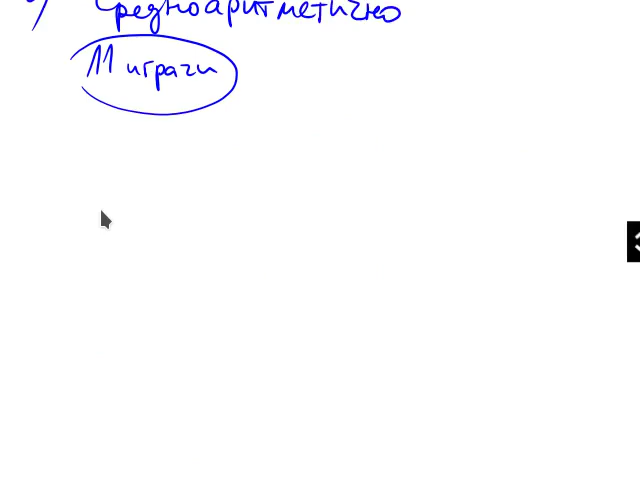 Средноаритметично
11 играчи